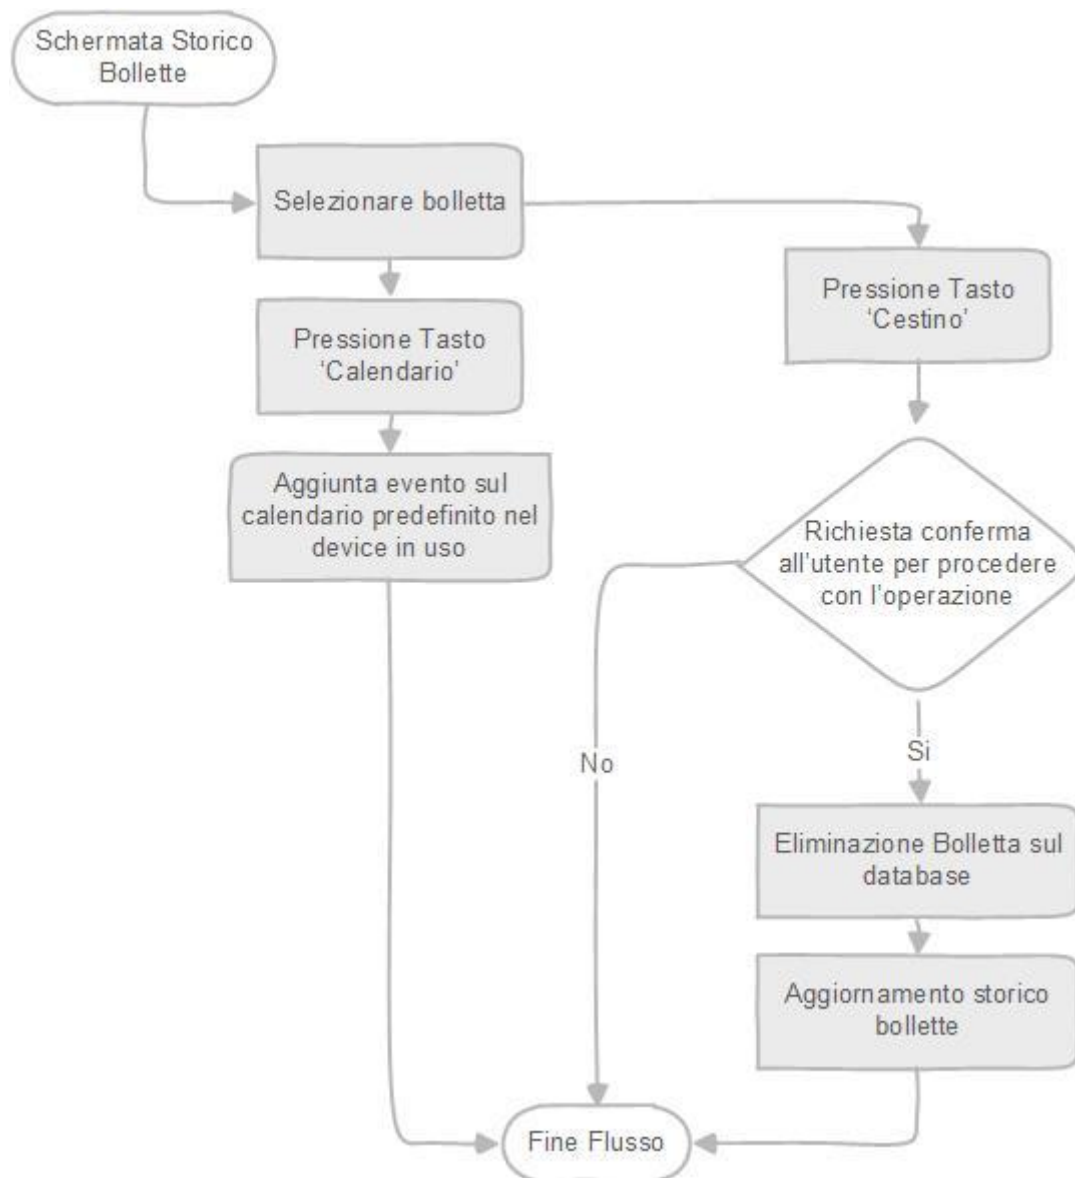 Schermata Storico
Bollette
Selezionare bolletta
Pressione Tasto
‘Calendario’
Aggiunta evento sul
calendario predefinito nel
device in uso
Pressione Tasto
‘Cestino’
Richiesta conferma
all'utente per procedere
con l'operazione
No
Si
Eliminazione Bolletta sul
database
Aggiornamento storico
bollette
Fine Flusso